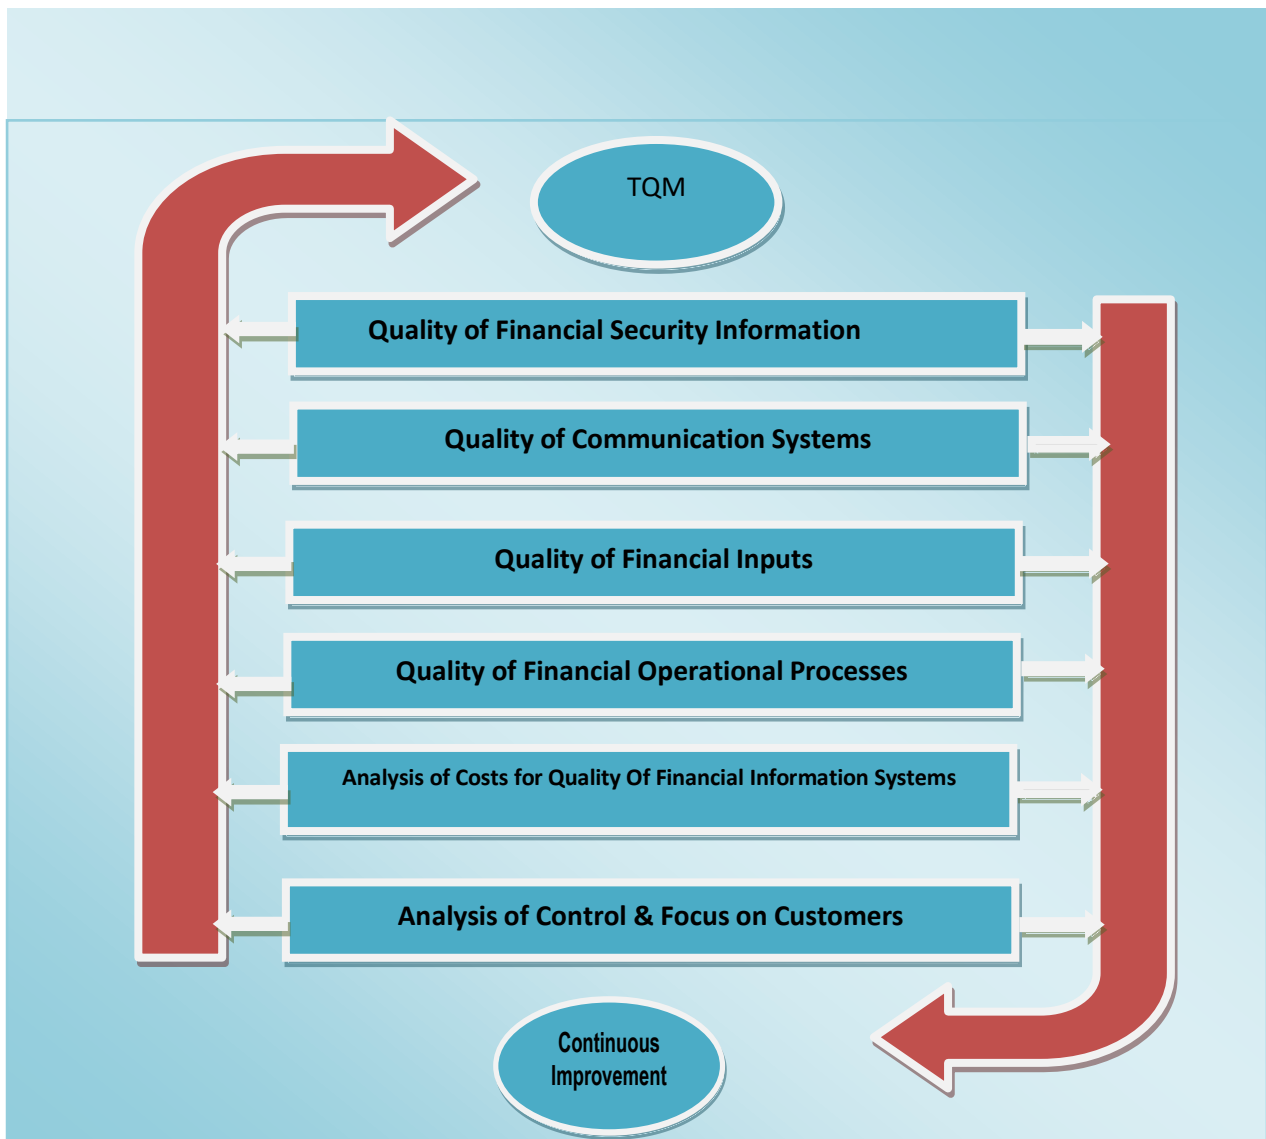 TQM
Quality of Financial Security Information
Quality of Communication Systems
Quality of Financial Inputs
Quality of Financial Operational Processes
Analysis of Costs for Quality Of Financial Information Systems
Analysis of Control & Focus on Customers
Continuous
Improvement